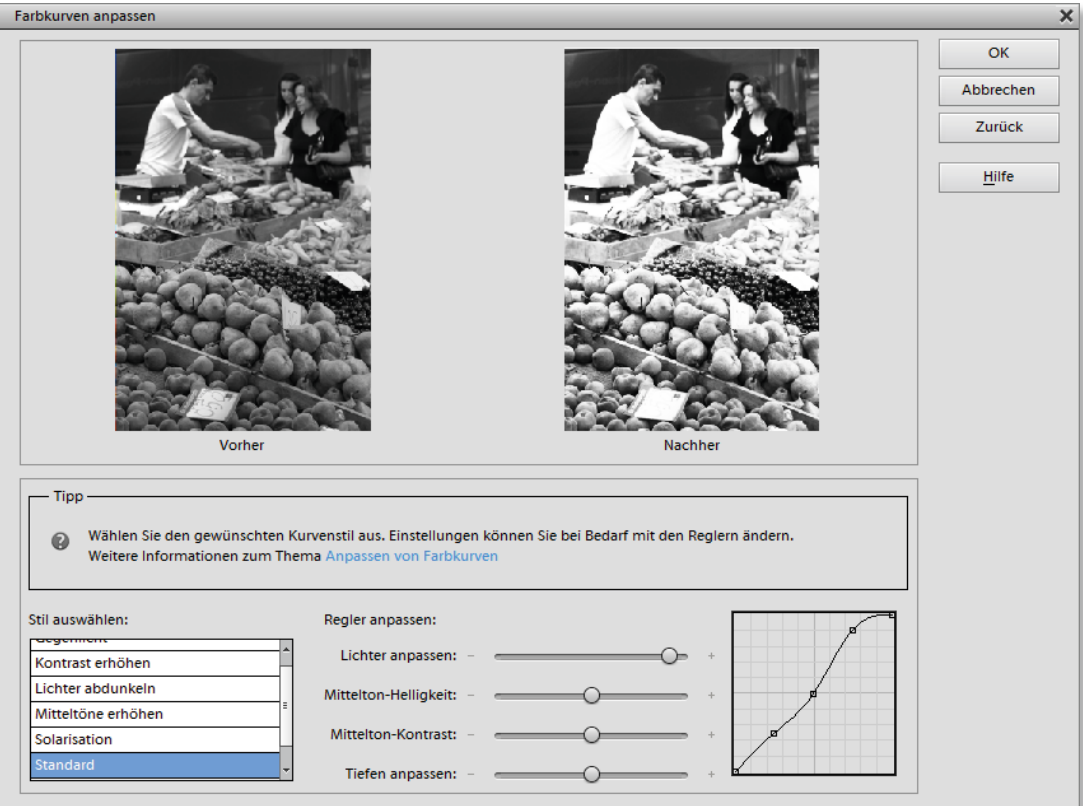 Farbkurven anpassen
OK
Abbrechen
Zurück
Hilfe
Vorher
Nachher
Tipp
Wählen Sie den gewünschten Kurvenstil aus. Einstellungen können Sie bei Bedarf mit den Reglern ändern.
Weitere Informationen zum Thema Anpassen von Farbkurven
Stil auswählen:
Gegenlicht
Kontrast erhöhen
Lichter abdunkeln
Mitteltöne erhöhen
Solarisation
Standard
Regler anpassen:
Lichter anpassen: - +
Mittelton-Helligkeit: - +
Mittelton-Kontrast: - +
Tiefen anpassen: - +